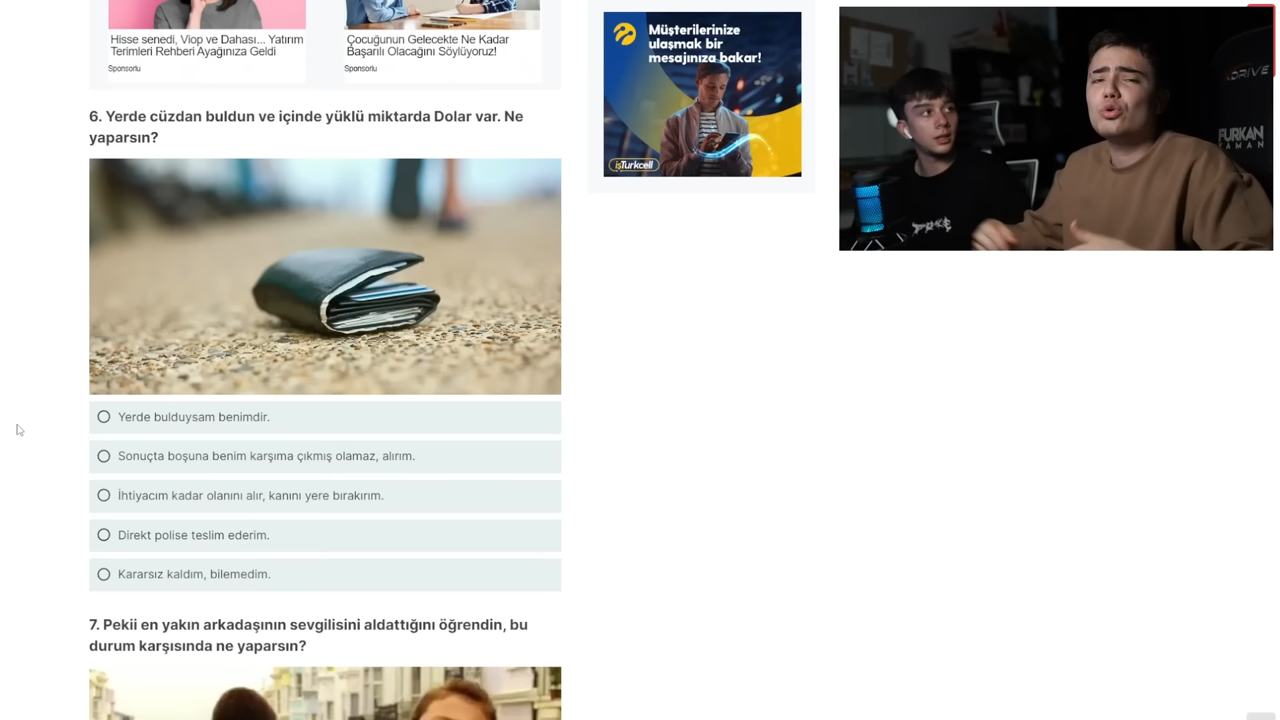 Hisse senedi, Viop ve Dahası... Yatırım
Terimleri Rehberi Ayağınıza Geldi
Sponsorlu
Çocuğunun Gelecekte Ne Kadar
Başarılı Olacağını Söylüyoruz!
Sponsorlu
6. Yerde cüzdan buldun ve içinde yüklü miktarda Dolar var. Ne
yaparsın?
Yerde bulduysam benimdir.
Sonuçta boşuna benim karşıma çıkmış olamaz, alırım.
İhtiyacım kadar olanını alır, kanını yere bırakırım.
Direkt polise teslim ederim.
Kararsız kaldım, bilemedim.
7. Pekii en yakın arkadaşının sevgilisini aldattığını öğrendin, bu
durum karşısında ne yaparsın?
Müşterilerinize
ulaşmak bir
mesajınıza bakar!
işTurkcell
DRIVE
FURKAN
YAMAN